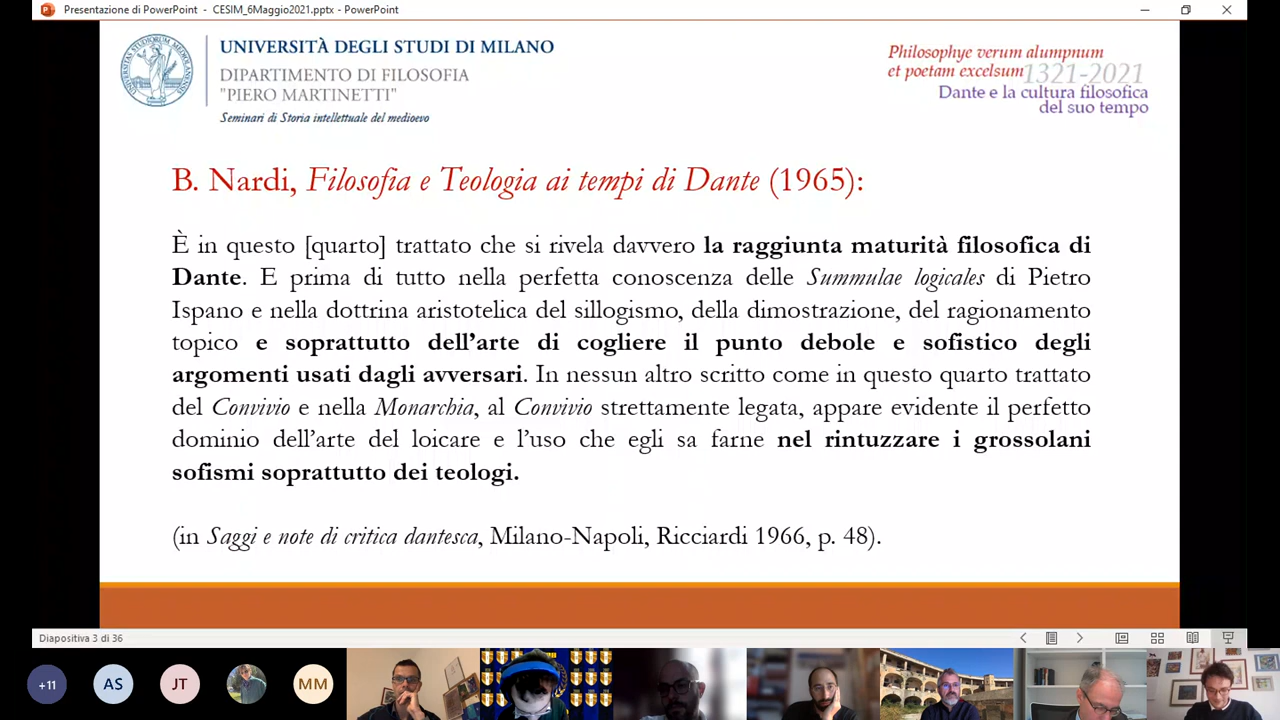 Presentazione di PowerPoint - CESIM_6Maggio2021.pptx - PowerPoint
UNIVERSITÀ DEGLI STUDI DI MILANO
DIPARTIMENTO DI FILOSOFIA
"PIERO MARTINETTI"
Seminari di Storia intellettuale del medioevo
Philosophye verum alumpnum
et poetam excelsum 1321-2021
Dante e la cultura filosofica
del suo tempo
B. Nardi, Filosofia e Teologia ai tempi di Dante (1965):
È in questo [quarto] trattato che si rivela davvero la raggiunta maturità filosofica di
Dante. E prima di tutto nella perfetta conoscenza delle Summulae logicales di Pietro
Ispano e nella dottrina aristotelica del sillogismo, della dimostrazione, del ragionamento
topico e soprattutto dell’arte di cogliere il punto debole e sofistico degli
argomenti usati dagli avversari. In nessun altro scritto come in questo quarto trattato
del Convivio e nella Monarchia, al Convivio strettamente legata, appare evidente il perfetto
dominio dell’arte del loicare e l’uso che egli sa farne nel rintuzzare i grossolani
sofismi soprattutto dei teologi.
(in Saggi e note di critica dantesca, Milano-Napoli, Ricciardi 1966, p. 48).
Diapositiva 3 di 36
+11
AS
JT
MM